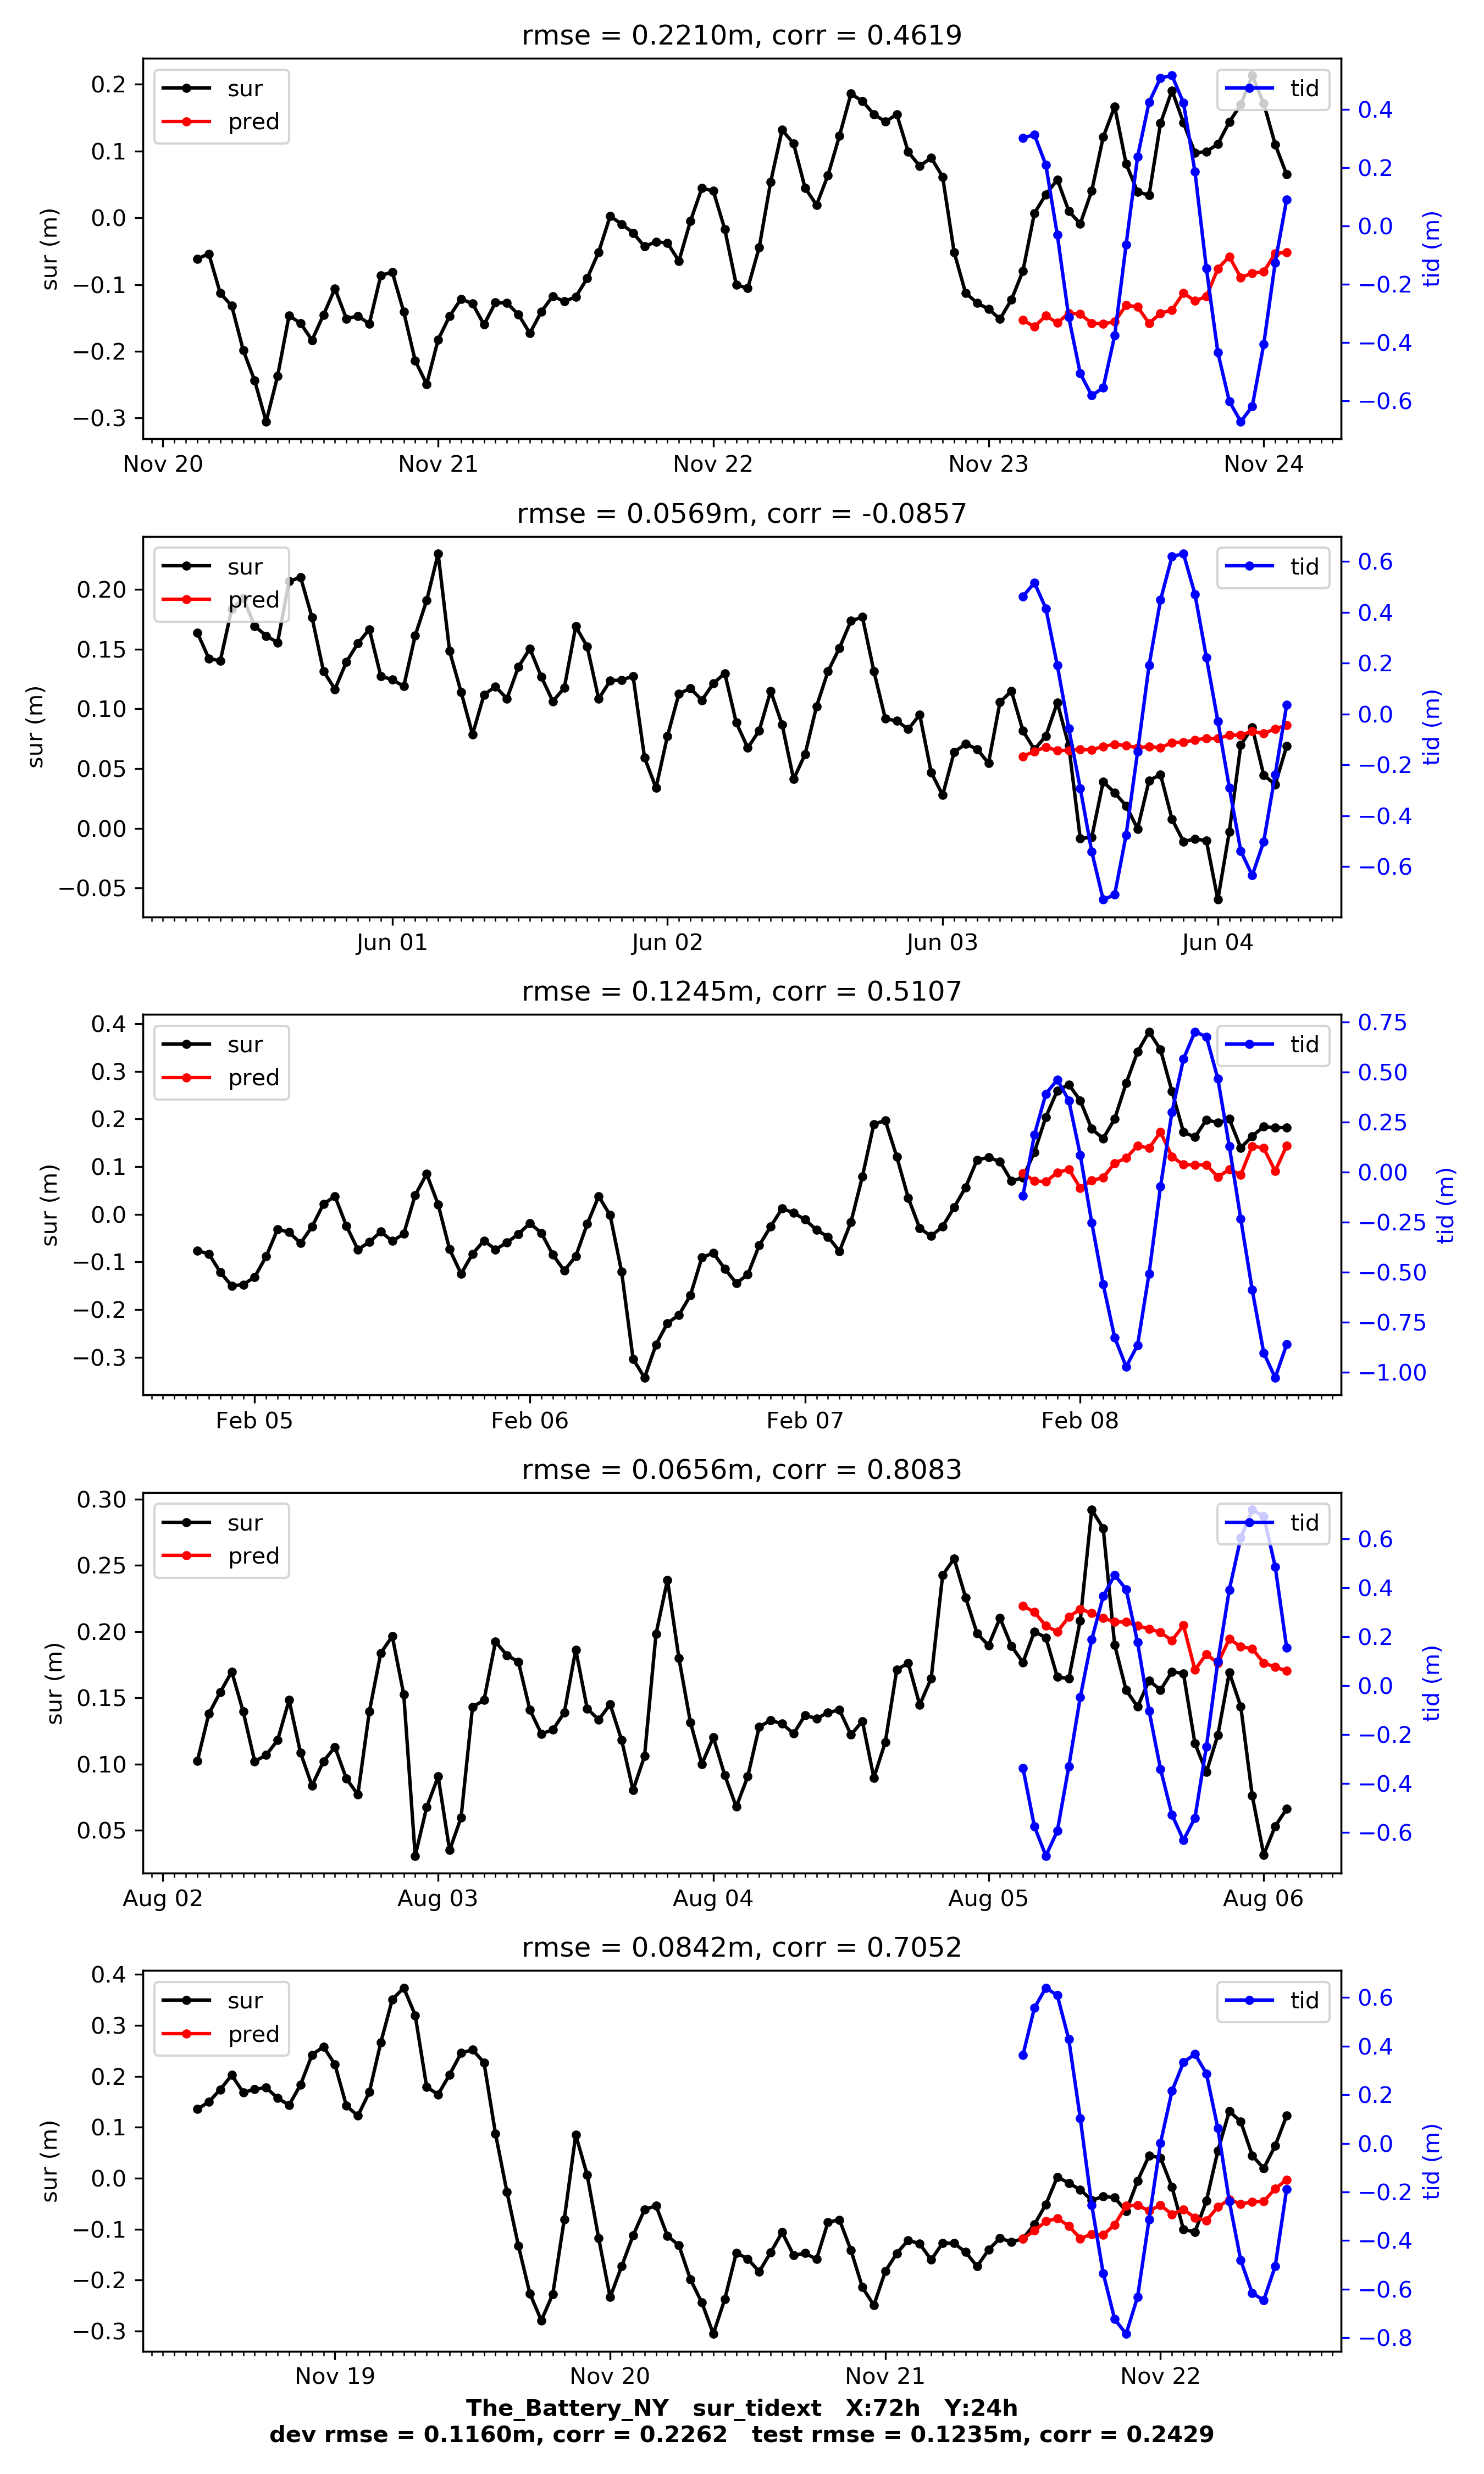 rmse = 0.2210m, corr = 0.4619
sur
pred
tid
0.2
0.1
0.0
−0.1
−0.2
−0.3
sur (m)
0.4
0.2
0.0
−0.2
−0.4
−0.6
tid (m)
Nov 20 Nov 21 Nov 22 Nov 23 Nov 24
rmse = 0.0569m, corr = -0.0857
sur
pred
tid
0.20
0.15
0.10
0.05
0.00
−0.05
sur (m)
0.6
0.4
0.2
0.0
−0.2
−0.4
−0.6
tid (m)
Jun 01 Jun 02 Jun 03 Jun 04
rmse = 0.1245m, corr = 0.5107
sur
pred
tid
0.4
0.3
0.2
0.1
0.0
−0.1
−0.2
−0.3
sur (m)
0.75
0.50
0.25
0.00
−0.25
−0.50
−0.75
−1.00
tid (m)
Feb 05 Feb 06 Feb 07 Feb 08
rmse = 0.0656m, corr = 0.8083
sur
pred
tid
0.30
0.25
0.20
0.15
0.10
0.05
sur (m)
0.6
0.4
0.2
0.0
−0.2
−0.4
−0.6
tid (m)
Aug 02 Aug 03 Aug 04 Aug 05 Aug 06
rmse = 0.0842m, corr = 0.7052
sur
pred
tid
0.4
0.3
0.2
0.1
0.0
−0.1
−0.2
−0.3
sur (m)
0.6
0.4
0.2
0.0
−0.2
−0.4
−0.6
−0.8
tid (m)
Nov 19 Nov 20 Nov 21 Nov 22
The_Battery_NY sur_tidext X:72h Y:24h
dev rmse = 0.1160m, corr = 0.2262 test rmse = 0.1235m, corr = 0.2429